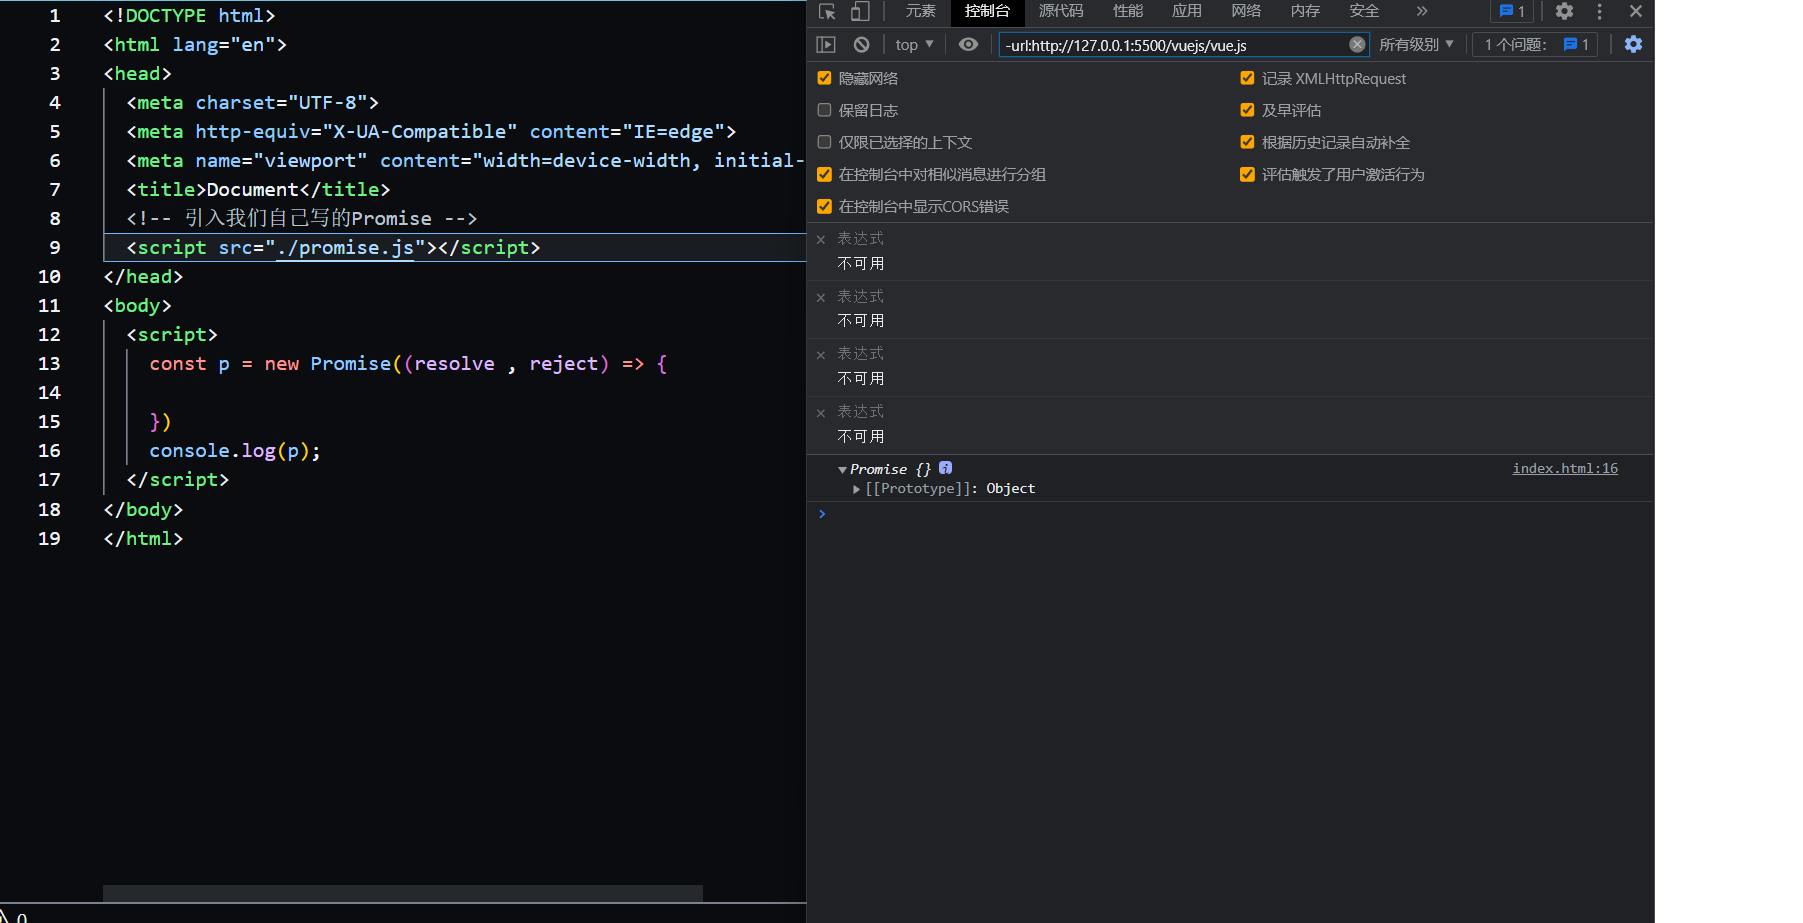 1 <!DOCTYPE html>
2 <html lang="en">
3 <head>
4 <meta charset="UTF-8">
5 <meta http-equiv="X-UA-Compatible" content="IE=edge">
6 <meta name="viewport" content="width=device-width, initial-
7 <title>Document</title>
8 <!-- 引入我们自己写的Promise -->
9 <script src="./promise.js"></script>
10 </head>
11 <body>
12 <script>
13 const p = new Promise((resolve , reject) => {
14
15 })
16 console.log(p);
17 </script>
18 </body>
19 </html>
元素 控制台 源代码 性能 应用 网络 内存 安全 » 1
top ▼ -url:http://127.0.0.1:5500/vuejs/vue.js 所有级别 ▼ 1 个问题: 1
隐藏网络 记录 XMLHttpRequest
保留日志 及早评估
仅限已选择的上下文 根据历史记录自动补全
在控制台中对相似消息进行分组 评估触发了用户激活行为
在控制台中显示CORS错误
表达式
不可用
表达式
不可用
表达式
不可用
表达式
不可用
Promise {} index.html:16
[[Prototype]]: Object